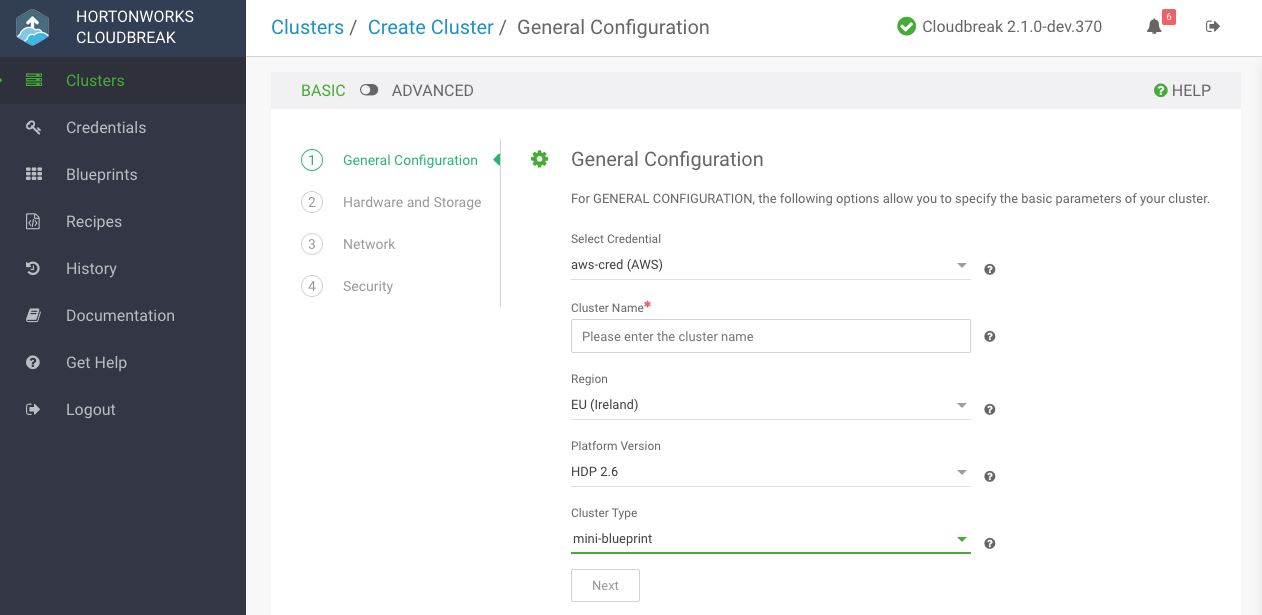 HORTONWORKS
CLOUDBREAK
Clusters
Credentials
Blueprints
Recipes
History
Documentation
Get Help
Logout
Clusters / Create Cluster / General Configuration
Cloudbreak 2.1.0-dev.370
6
BASIC ADVANCED
HELP
1 General Configuration
2 Hardware and Storage
3 Network
4 Security
General Configuration
For GENERAL CONFIGURATION, the following options allow you to specify the basic parameters of your cluster.
Select Credential
aws-cred (AWS)
Cluster Name*
Please enter the cluster name
Region
EU (Ireland)
Platform Version
HDP 2.6
Cluster Type
mini-blueprint
Next